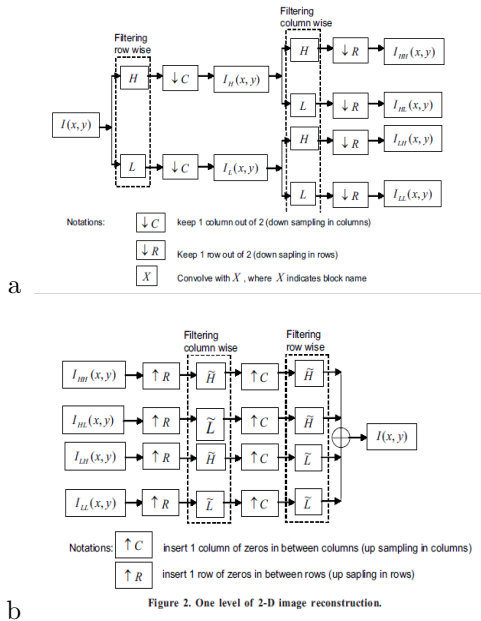 Filtering
row wise
Filtering
column wise
H ↓ R I_HH(x, y)
H ↓ C I_H(x, y)
L ↓ R I_HL(x, y)
I(x, y)
H ↓ R I_LH(x, y)
L ↓ C I_L(x, y)
L ↓ R I_LL(x, y)
Notations: ↓ C keep 1 column out of 2 (down sampling in columns)
↓ R Keep 1 row out of 2 (down sapling in rows)
X Convolve with X , where X indicates block name
a
Filtering
column wise
Filtering
row wise
I_HH(x, y) ↑ R H̃ ↑ C H̃
I_HL(x, y) ↑ R L̃ ↑ C H̃
I(x, y)
I_LH(x, y) ↑ R H̃ ↑ C L̃
I_LL(x, y) ↑ R L̃ ↑ C L̃
Notations: ↑ C insert 1 column of zeros in between columns (up sampling in columns)
↑ R insert 1 row of zeros in between rows (up sapling in rows)
b
Figure 2. One level of 2-D image reconstruction.